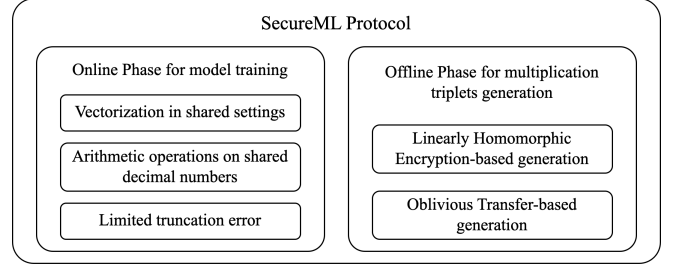 SecureML Protocol
Online Phase for model training
Vectorization in shared settings
Arithmetic operations on shared
decimal numbers
Limited truncation error
Offline Phase for multiplication
triplets generation
Linearly Homomorphic
Encryption-based generation
Oblivious Transfer-based
generation